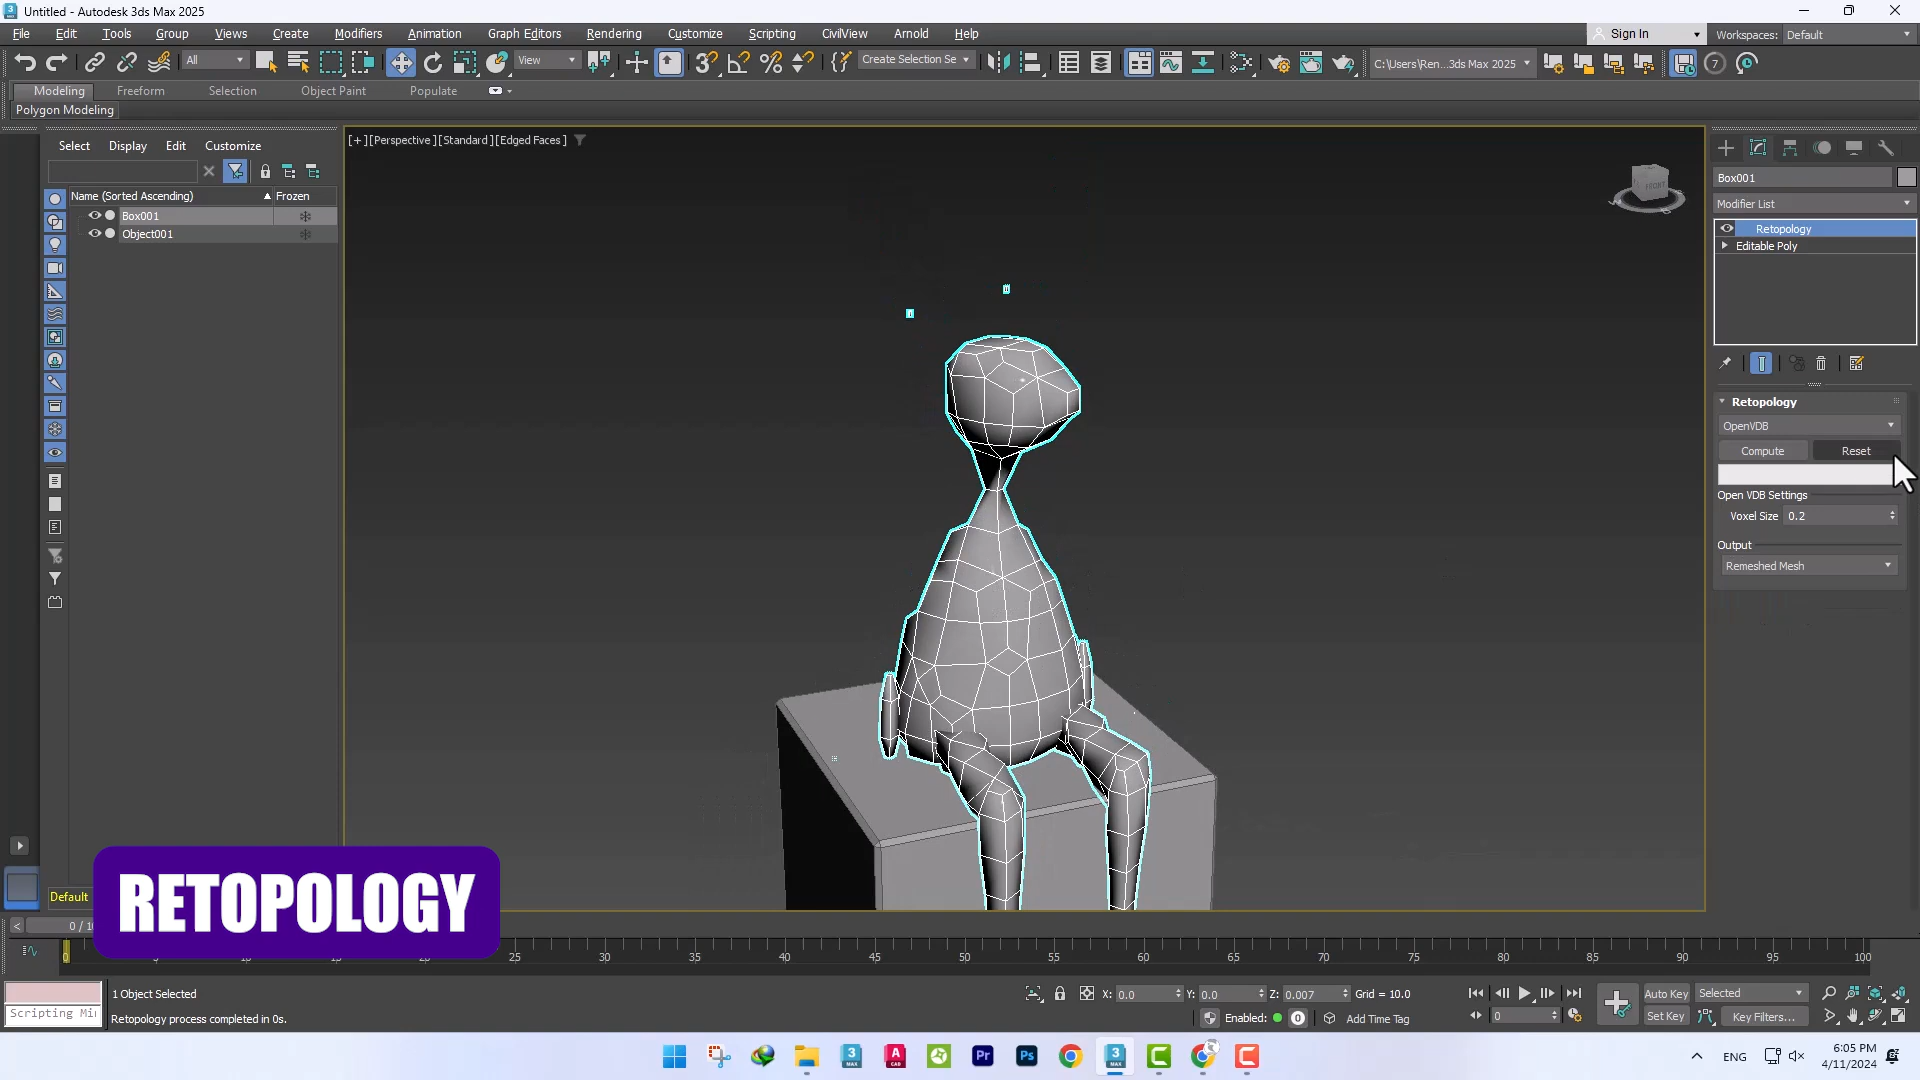 Untitled - Autodesk 3ds Max 2025
File Edit Tools Group Views Create Modifiers Animation Graph Editors Rendering Customize Scripting CivilView Arnold Help
Sign In Workspaces: Default
All View Create Selection Se C:\Users\Ren...3ds Max 2025 7
Modeling Freeform Selection Object Paint Populate
Polygon Modeling
Select Display Edit Customize
[+][Perspective][Standard][Edged Faces]
Name (Sorted Ascending) Frozen
Box001
Object001
FRONT
Box001
Modifier List
Retopology
Editable Poly
Retopology
OpenVDB
Compute Reset
Open VDB Settings
Voxel Size 0.2
Output
Remeshed Mesh
Default
RETOPOLOGY
0 25 30 35 40 45 50 55 60 65 70 75 80 85 90 95 100
1 Object Selected
X: 0.0 Y: 0.0 Z: 0.007 Grid = 10.0
Auto Key Selected
Scripting Mi
Retopology process completed in 0s.
Enabled: 0 Add Time Tag
0 Set Key Key Filters...
ENG
6:05 PM
4/11/2024